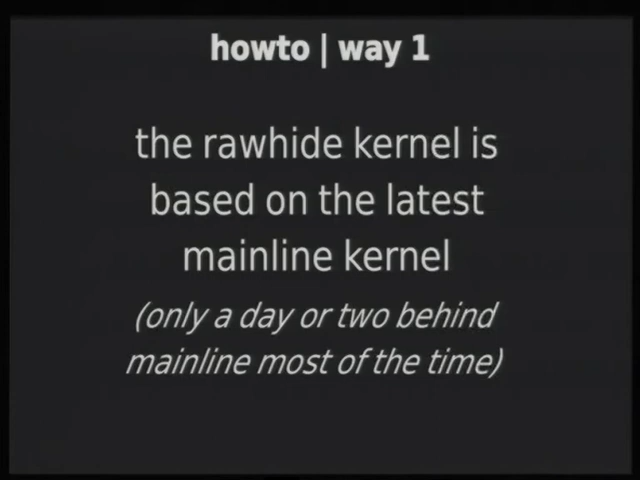 howto | way 1
the rawhide kernel is
based on the latest
mainline kernel
(only a day or two behind
mainline most of the time)